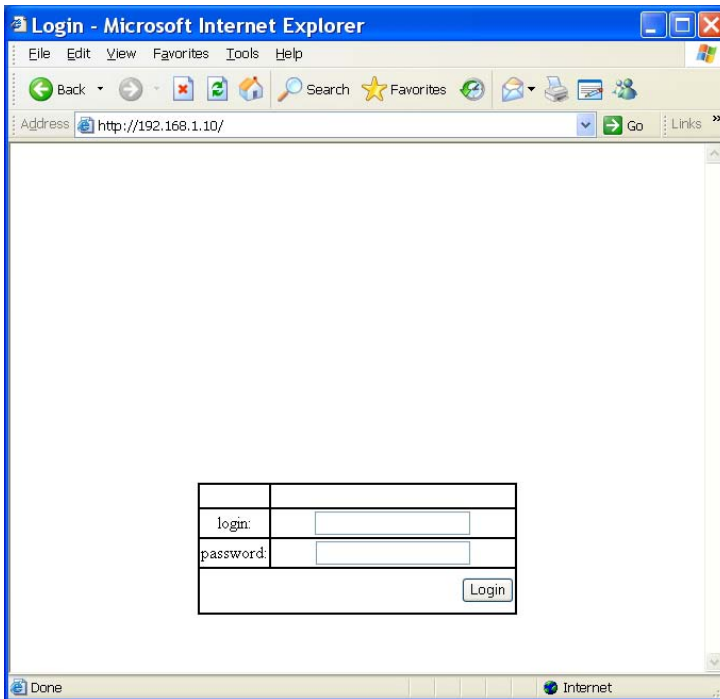 Login - Microsoft Internet Explorer
File Edit View Favorites Tools Help
Back Search Favorites
Address http://192.168.1.10/ Go Links »
login:
password:
Login
Done Internet